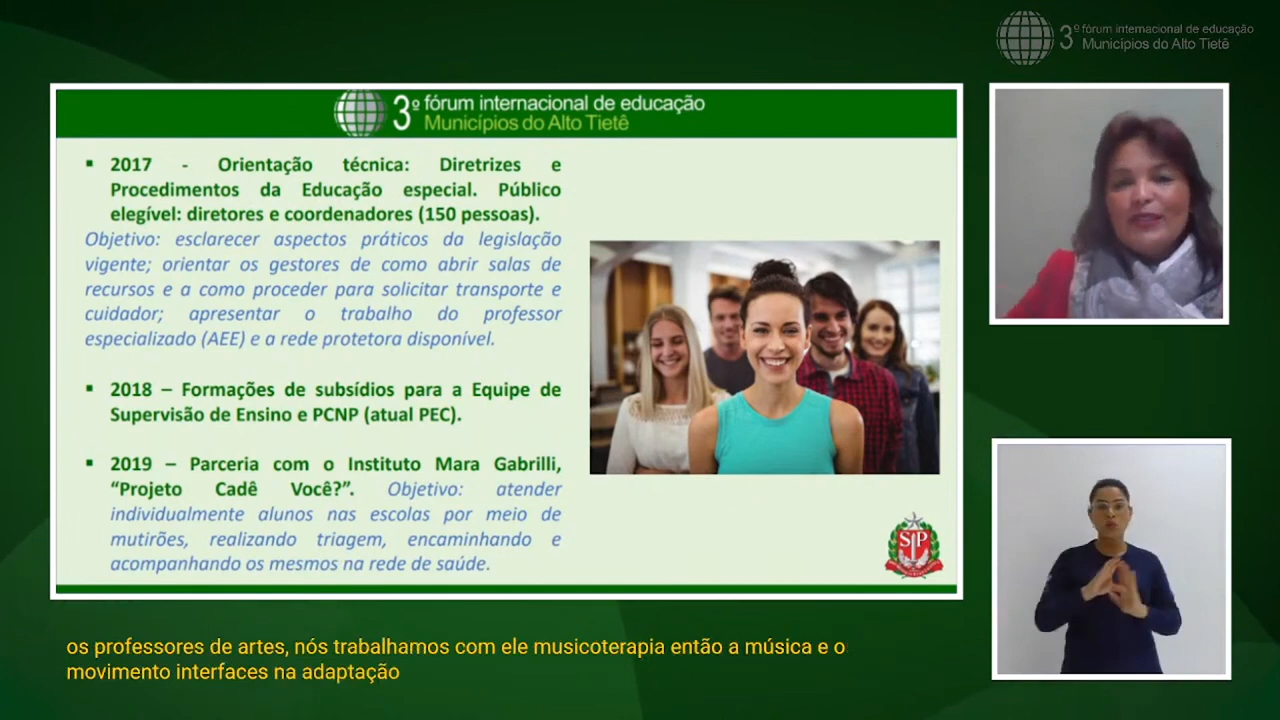 3º fórum internacional de educação
Municípios do Alto Tietê
3º fórum internacional de educação
Municípios do Alto Tietê
▪ 2017 - Orientação técnica: Diretrizes e
Procedimentos da Educação especial. Público
elegível: diretores e coordenadores (150 pessoas).
Objetivo: esclarecer aspectos práticos da legislação
vigente; orientar os gestores de como abrir salas de
recursos e a como proceder para solicitar transporte e
cuidador; apresentar o trabalho do professor
especializado (AEE) e a rede protetora disponível.
▪ 2018 – Formações de subsídios para a Equipe de
Supervisão de Ensino e PCNP (atual PEC).
▪ 2019 – Parceria com o Instituto Mara Gabrilli,
“Projeto Cadê Você?”. Objetivo: atender
individualmente alunos nas escolas por meio de
mutirões, realizando triagem, encaminhando e
acompanhando os mesmos na rede de saúde.
SP
os professores de artes, nós trabalhamos com ele musicoterapia então a música e o
movimento interfaces na adaptação